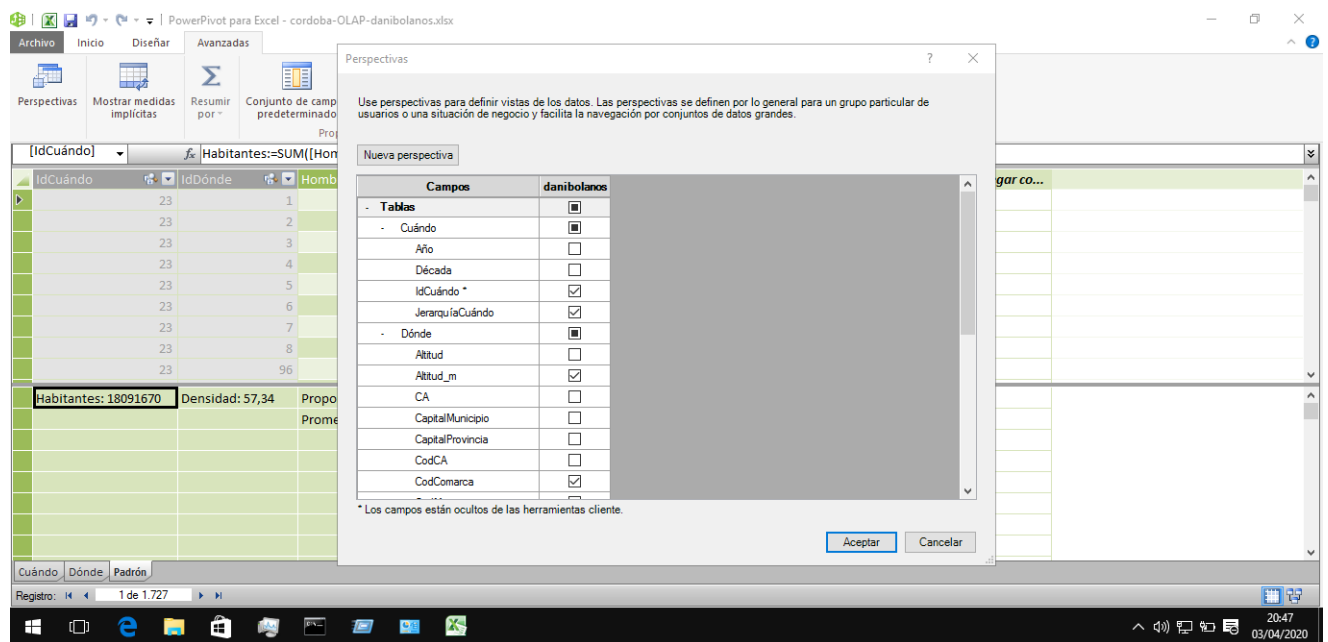 PowerPivot para Excel - cordoba-OLAP-danibolanos.xlsx
Archivo Inicio Diseñar Avanzadas
Perspectivas
Mostrar medidas implícitas
Resumir por
Conjunto de camp
predeterminado
Prop
[IdCuándo] fx Habitantes:=SUM([Hom
IdCuándo IdDónde Homb
23 1
23 2
23 3
23 4
23 5
23 6
23 7
23 8
23 96
Habitantes: 18091670 Densidad: 57,34 Propo
Prome
gar co...
Perspectivas ? ×
Use perspectivas para definir vistas de los datos. Las perspectivas se definen por lo general para un grupo particular de
usuarios o una situación de negocio y facilita la navegación por conjuntos de datos grandes.
Nueva perspectiva
Campos danibolanos
- Tablas
- Cuándo
Año
Década
IdCuándo *
JerarquíaCuándo
- Dónde
Altitud
Altitud_m
CA
CapitalMunicipio
CapitalProvincia
CodCA
CodComarca
* Los campos están ocultos de las herramientas cliente.
Aceptar Cancelar
Cuándo Dónde Padrón
Registro: 1 de 1.727
20:47
03/04/2020